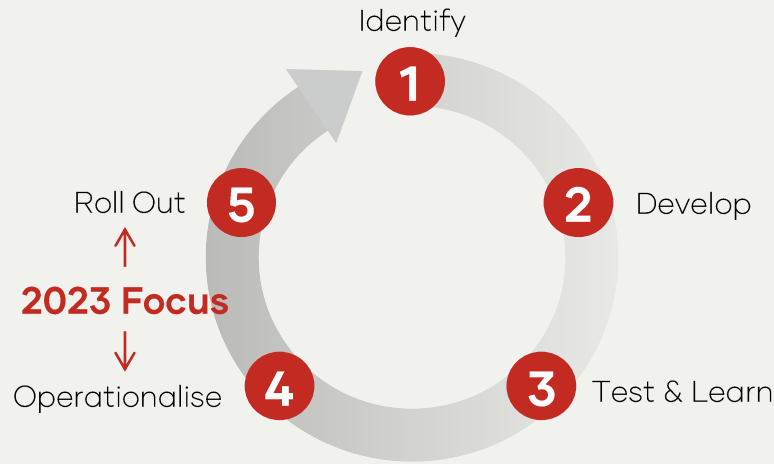 Identify
1
2
Develop
3
Test & Learn
4
Operationalise
2023 Focus
5
Roll Out